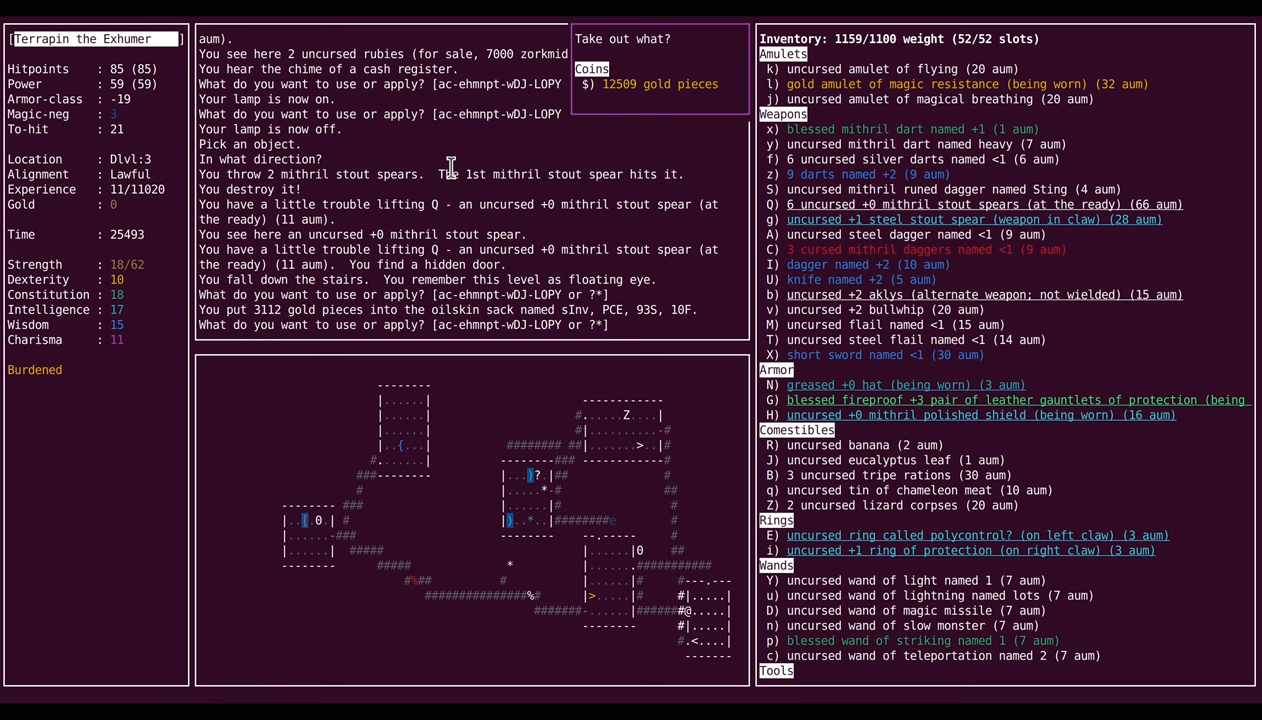 [Terrapin the Exhumer ]
Hitpoints : 85 (85)
Power : 59 (59)
Armor-class : -19
Magic-neg : 3
To-hit : 21
Location : Dlvl:3
Alignment : Lawful
Experience : 11/11020
Gold : 0
Time : 25493
Strength : 18/62
Dexterity : 10
Constitution : 18
Intelligence : 17
Wisdom : 15
Charisma : 11
Burdened
aum).
You see here 2 uncursed rubies (for sale, 7000 zorkmid
You hear the chime of a cash register.
What do you want to use or apply? [ac-ehmnpt-wDJ-LOPY
Your lamp is now on.
What do you want to use or apply? [ac-ehmnpt-wDJ-LOPY
Your lamp is now off.
Pick an object.
In what direction?
You throw 2 mithril stout spears. The 1st mithril stout spear hits it.
You destroy it!
You have a little trouble lifting Q - an uncursed +0 mithril stout spear (at
the ready) (11 aum).
You see here an uncursed +0 mithril stout spear.
You have a little trouble lifting Q - an uncursed +0 mithril stout spear (at
the ready) (11 aum). You find a hidden door.
You fall down the stairs. You remember this level as floating eye.
What do you want to use or apply? [ac-ehmnpt-wDJ-LOPY or ?*]
You put 3112 gold pieces into the oilskin sack named sInv, PCE, 93S, 10F.
What do you want to use or apply? [ac-ehmnpt-wDJ-LOPY or ?*]
Take out what?
Coins
$) 12509 gold pieces
--------
|......| ------------
|......| #......Z....|
|......| #|..........-#
|..{...| ######## ##|......>..|#
#.......| --------### -----------#
###-------- |...)?.|## #
# |.....*-# ##
-------- ### |......|# #
|..[.0.| # |)..*..|########e #
|......-### -------- --.-----  #
|......| ##### |.....|0 ##
-------- ##### * |......###########
#%## # |.....|# #---.---
###############%# |>.....|# #|.....|
#######-......|#####@.....|
------- #|.....|
#.<....|
-------
Inventory: 1159/1100 weight (52/52 slots)
Amulets
k) uncursed amulet of flying (20 aum)
l) gold amulet of magic resistance (being worn) (32 aum)
j) uncursed amulet of magical breathing (20 aum)
Weapons
x) blessed mithril dart named +1 (1 aum)
y) uncursed mithril dart named heavy (7 aum)
f) 6 uncursed silver darts named <1 (6 aum)
z) 9 darts named +2 (9 aum)
S) uncursed mithril runed dagger named Sting (4 aum)
Q) 6 uncursed +0 mithril stout spears (at the ready) (66 aum)
g) uncursed +1 steel stout spear (weapon in claw) (28 aum)
A) uncursed steel dagger named <1 (9 aum)
C) 3 cursed mithril daggers named <1 (9 aum)
I) dagger named +2 (10 aum)
U) knife named +2 (5 aum)
b) uncursed +2 aklys (alternate weapon; not wielded) (15 aum)
v) uncursed +2 bullwhip (20 aum)
M) uncursed flail named <1 (15 aum)
T) uncursed steel flail named <1 (14 aum)
X) short sword named <1 (30 aum)
Armor
N) greased +0 hat (being worn) (3 aum)
G) blessed fireproof +3 pair of leather gauntlets of protection (being
H) uncursed +0 mithril polished shield (being worn) (16 aum)
Comestibles
R) uncursed banana (2 aum)
J) uncursed eucalyptus leaf (1 aum)
B) 3 uncursed tripe rations (30 aum)
q) uncursed tin of chameleon meat (10 aum)
Z) 2 uncursed lizard corpses (20 aum)
Rings
E) uncursed ring called polycontrol? (on left claw) (3 aum)
i) uncursed +1 ring of protection (on right claw) (3 aum)
Wands
Y) uncursed wand of light named 1 (7 aum)
u) uncursed wand of lightning named lots (7 aum)
D) uncursed wand of magic missile (7 aum)
n) uncursed wand of slow monster (7 aum)
p) blessed wand of striking named 1 (7 aum)
c) uncursed wand of teleportation named 2 (7 aum)
Tools